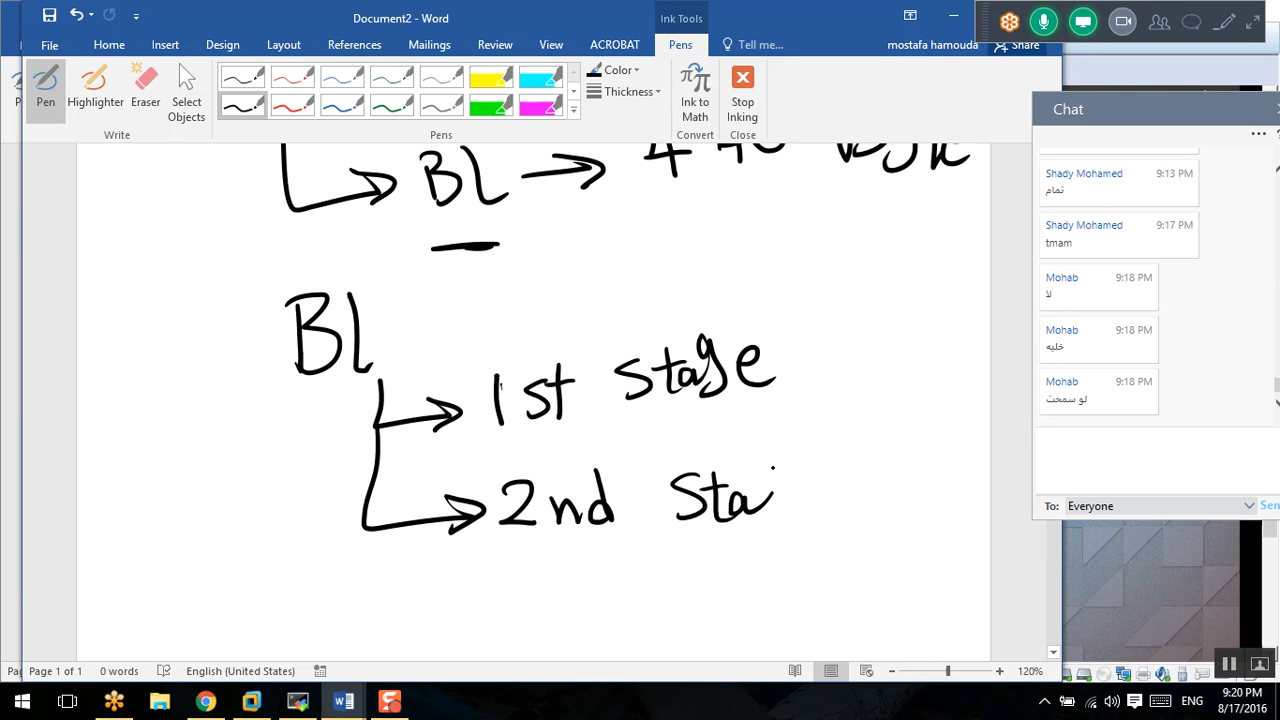 Document2 - Word
Ink Tools
File
Home
Insert
Design
Layout
References
Mailings
Review
View
ACROBAT
Pens
Tell me...
mostafa hamouda
Share
Pen
Highlighter
Eraser
Select Objects
Write
Pens
Color
Thickness
Ink to Math
Convert
Stop Inking
Close
BL
BL
1st stage
2nd Sta
Chat
Shady Mohamed 9:13 PM
تمام
Shady Mohamed 9:17 PM
tmam
Mohab 9:18 PM
لا
Mohab 9:18 PM
خليه
Mohab 9:18 PM
لو سمحت
To: Everyone
Page 1 of 1
0 words
English (United States)
120%
ENG
9:20 PM
8/17/2016